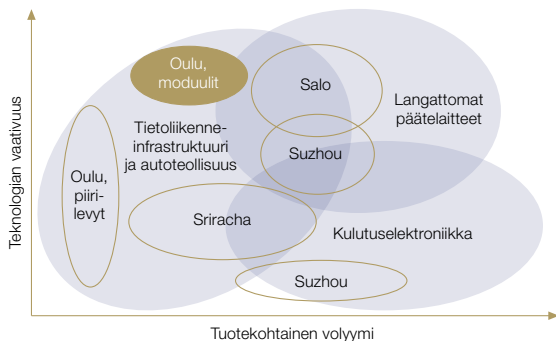 Teknologian vaativuus
Oulu,
moduulit
Salo
Langattomat
päätelaitteet
Tietoliikenne-
infrastruktuuri
ja autoteollisuus
Suzhou
Oulu,
piiri-
levyt
Sriracha
Kulutuselektroniikka
Suzhou
Tuotekohtainen volyymi